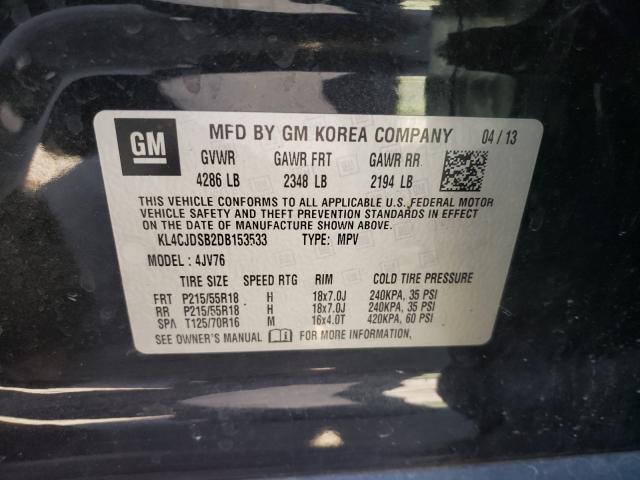 GM MFD BY GM KOREA COMPANY 04 / 13
GVWR GAWR FRT GAWR RR.
4286 LB 2348 LB 2194 LB
THIS VEHICLE CONFORMS TO ALL APPLICABLE U.S. FEDERAL MOTOR
VEHICLE SAFETY AND THEFT PREVENTION STANDARDS IN EFFECT ON
THE DATE OF MANUFACTURE SHOWN ABOVE.
KL4CJDSB2DB153533 TYPE: MPV
MODEL : 4JV76
TIRE SIZE SPEED RTG RIM COLD TIRE PRESSURE
FRT P215/55R18 H 18x7.0J 240KPA, 35 PSI
RR P215/55R18 H 18x7.0J 240KPA, 35 PSI
SPA T125/70R16 M 16x4.0T 420KPA, 60 PSI
SEE OWNER'S MANUAL FOR MORE INFORMATION.